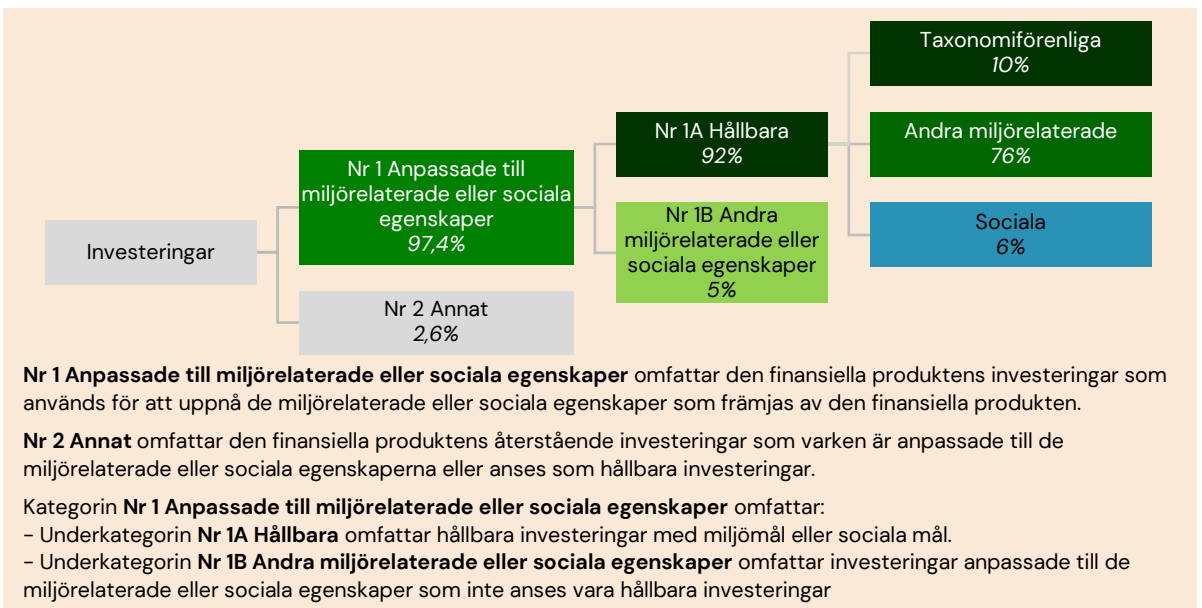 Investeringar
Nr 1 Anpassade till
miljörelaterade eller sociala
egenskaper
97,4%
Nr 2 Annat
2,6%
Nr 1A Hållbara
92%
Nr 1B Andra
miljörelaterade eller
sociala egenskaper
5%
Taxonomiförenliga
10%
Andra miljörelaterade
76%
Sociala
6%
Nr 1 Anpassade till miljörelaterade eller sociala egenskaper omfattar den finansiella produktens investeringar som
används för att uppnå de miljörelaterade eller sociala egenskaper som främjas av den finansiella produkten.
Nr 2 Annat omfattar den finansiella produktens återstående investeringar som varken är anpassade till de
miljörelaterade eller sociala egenskaperna eller anses som hållbara investeringar.
Kategorin Nr 1 Anpassade till miljörelaterade eller sociala egenskaper omfattar:
- Underkategorin Nr 1A Hållbara omfattar hållbara investeringar med miljömål eller sociala mål.
- Underkategorin Nr 1B Andra miljörelaterade eller sociala egenskaper omfattar investeringar anpassade till de
miljörelaterade eller sociala egenskaper som inte anses vara hållbara investeringar